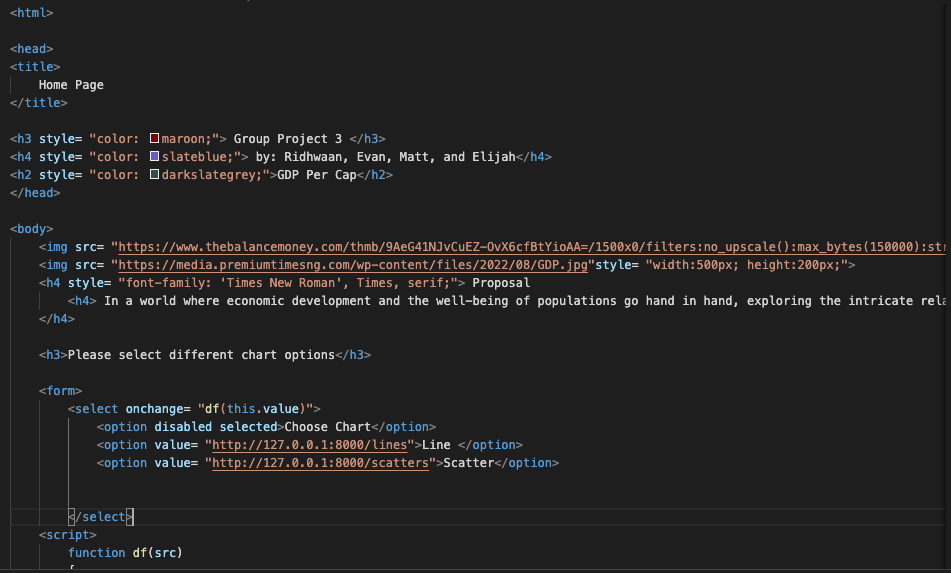 <html>
<head>
<title>
Home Page
</title>
<h3 style= "color: maroon;"> Group Project 3 </h3>
<h4 style= "color: slateblue;"> by: Ridhwaan, Evan, Matt, and Elijah</h4>
<h2 style= "color: darkslategrey;">GDP Per Cap</h2>
</head>
<body>
<img src= "https://www.thebalancemoney.com/thmb/9AeG41NJvCuEZ-OvX6cfBtYioAA=/1500x0/filters:no_upscale():max_bytes(150000):str
<img src= "https://media.premiumtimesng.com/wp-content/files/2022/08/GDP.jpg"style= "width:500px; height:200px;">
<h4 style= "font-family: 'Times New Roman', Times, serif;"> Proposal
<h4> In a world where economic development and the well-being of populations go hand in hand, exploring the intricate rela
</h4>
<h3>Please select different chart options</h3>
<form>
<select onchange= "df(this.value)">
<option disabled selected>Choose Chart</option>
<option value= "http://127.0.0.1:8000/lines">Line </option>
<option value= "http://127.0.0.1:8000/scatters">Scatter</option>
</select>
<script>
function df(src)
{